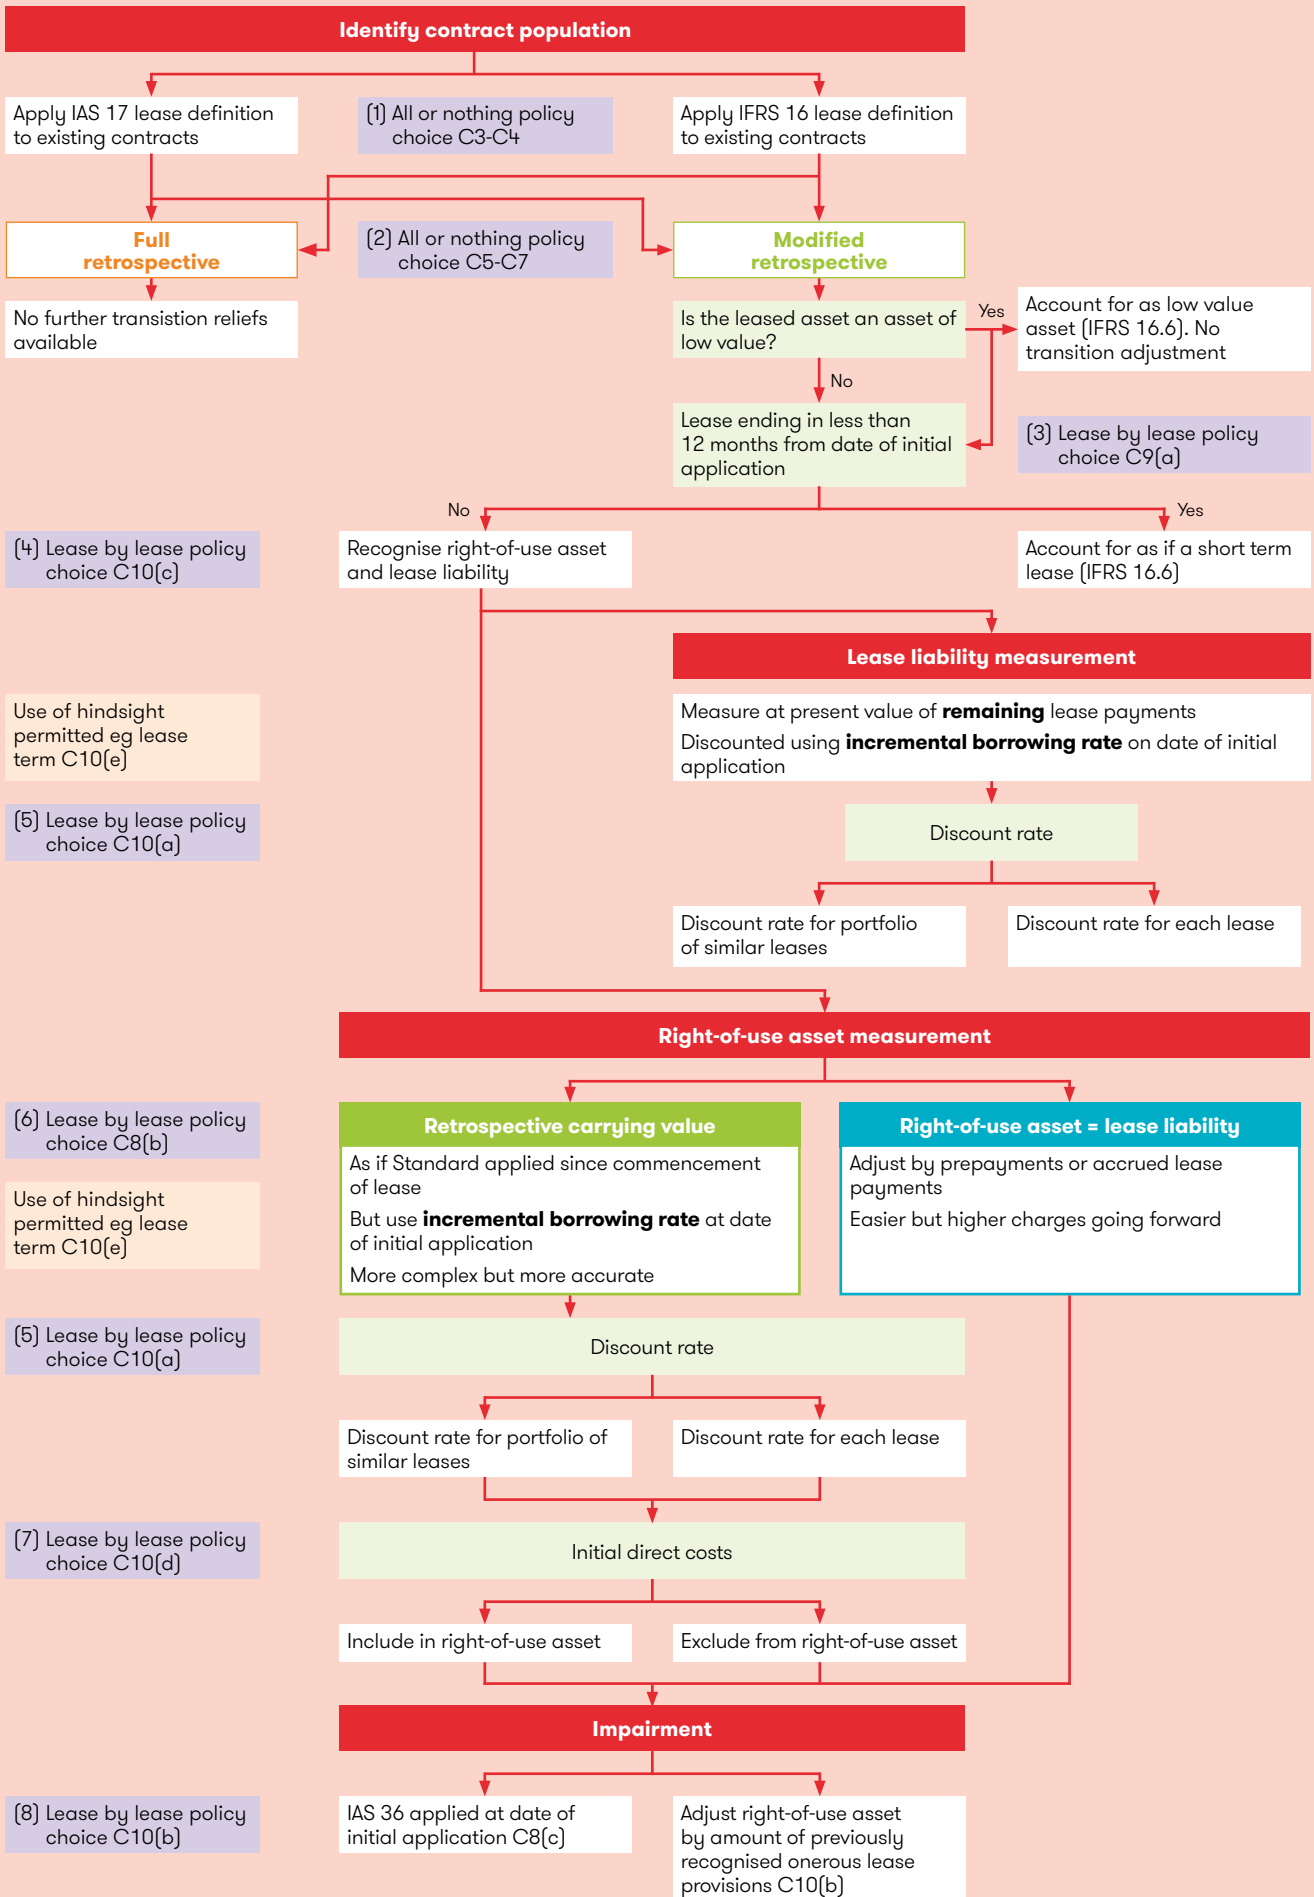 Identify contract population
Apply IAS 17 lease definition
to existing contracts
(1) All or nothing policy
choice C3-C4
Apply IFRS 16 lease definition
to existing contracts
Full
retrospective
(2) All or nothing policy
choice C5-C7
Modified
retrospective
No further transistion reliefs
available
Is the leased asset an asset of
low value?
Yes
Account for as low value
asset (IFRS 16.6). No
transition adjustment
No
Lease ending in less than
12 months from date of initial
application
(3) Lease by lease policy
choice C9(a)
No
Yes
(4) Lease by lease policy
choice C10(c)
Recognise right-of-use asset
and lease liability
Account for as if a short term
lease (IFRS 16.6)
Lease liability measurement
Use of hindsight
permitted eg lease
term C10(e)
Measure at present value of remaining lease payments
Discounted using incremental borrowing rate on date of initial
application
(5) Lease by lease policy
choice C10(a)
Discount rate
Discount rate for portfolio
of similar leases
Discount rate for each lease
Right-of-use asset measurement
(6) Lease by lease policy
choice C8(b)
Retrospective carrying value
Right-of-use asset = lease liability
As if Standard applied since commencement
of lease
But use incremental borrowing rate at date
of initial application
More complex but more accurate
Adjust by prepayments or accrued lease
payments
Easier but higher charges going forward
Use of hindsight
permitted eg lease
term C10(e)
(5) Lease by lease policy
choice C10(a)
Discount rate
Discount rate for portfolio of
similar leases
Discount rate for each lease
(7) Lease by lease policy
choice C10(d)
Initial direct costs
Include in right-of-use asset
Exclude from right-of-use asset
Impairment
(8) Lease by lease policy
choice C10(b)
IAS 36 applied at date of
initial application C8(c)
Adjust right-of-use asset
by amount of previously
recognised onerous lease
provisions C10(b)